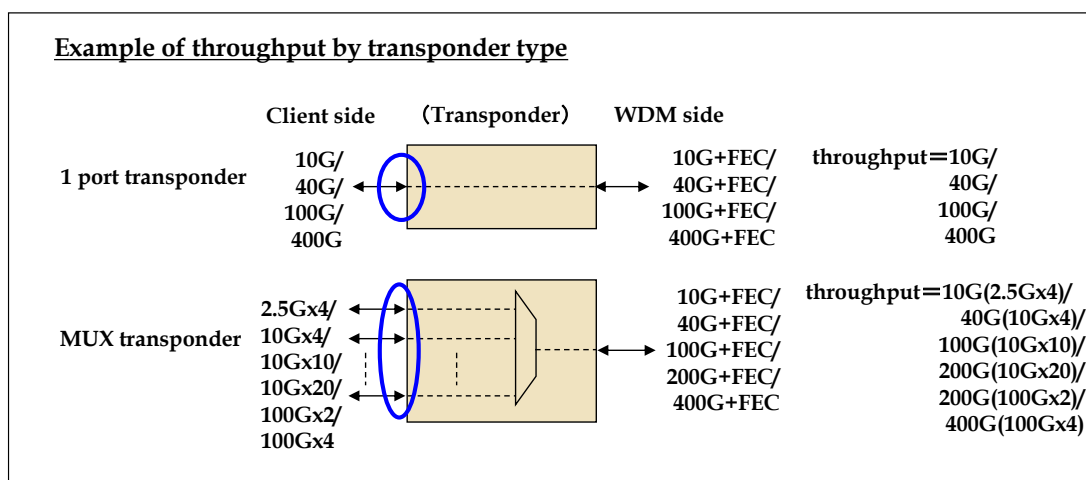 Example of throughput by transponder type
Client side
(Transponder)
WDM side
1 port transponder
10G/
40G/
100G/
400G
10G+FEC/
40G+FEC/
100G+FEC/
400G+FEC
throughput＝10G/
40G/
100G/
400G
MUX transponder
2.5Gx4/
10Gx4/
10Gx10/
10Gx20/
100Gx2/
100Gx4
10G+FEC/
40G+FEC/
100G+FEC/
200G+FEC/
400G+FEC
throughput＝10G(2.5Gx4)/
40G(10Gx4)/
100G(10Gx10)/
200G(10Gx20)/
200G(100Gx2)/
400G(100Gx4)